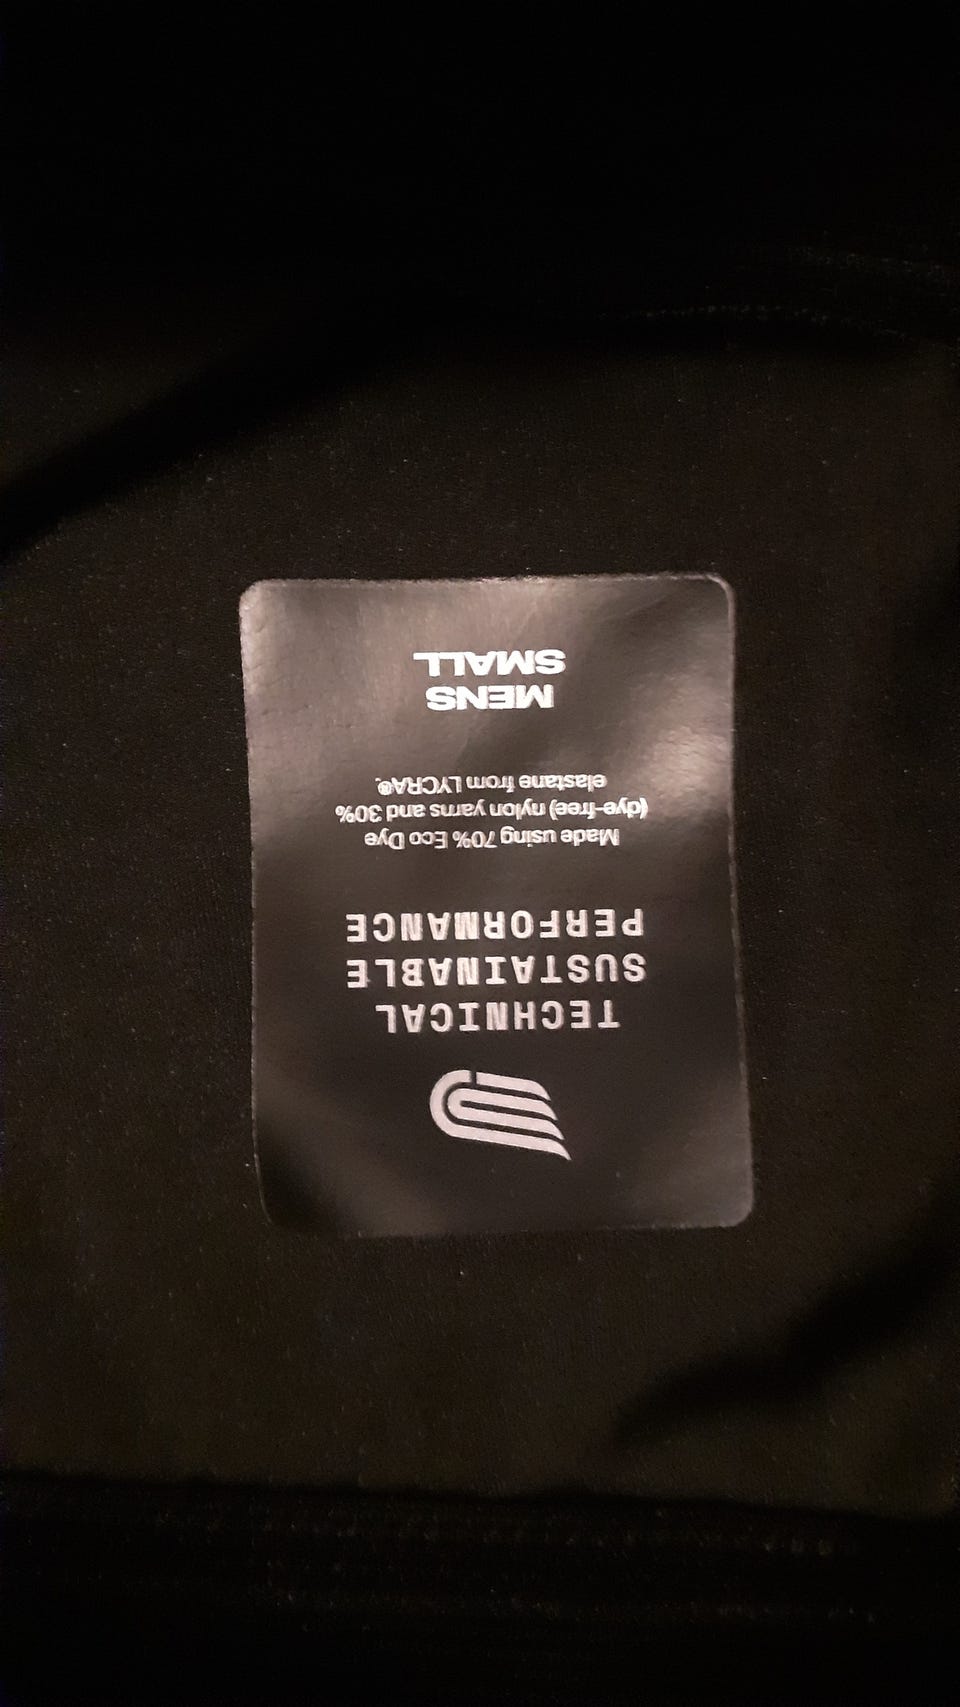 TECHNICAL
SUSTAINABLE
PERFORMANCE
Made using 70% Eco Dye
(dye-free) nylon yarns and 30%
elastane from LYCRA®.
MENS
SMALL